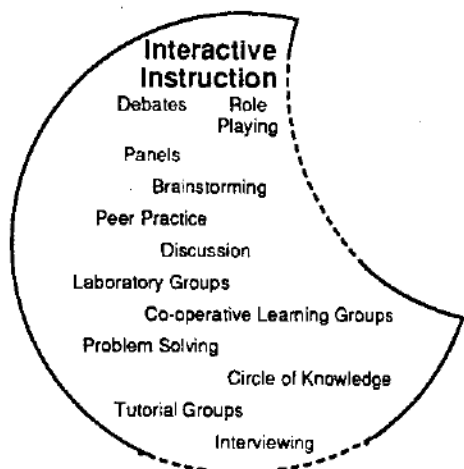 Interactive
Instruction
Debates Role
Playing
Panels
Brainstorming
Peer Practice
Discussion
Laboratory Groups
Co-operative Learning Groups
Problem Solving
Circle of Knowledge
Tutorial Groups
Interviewing